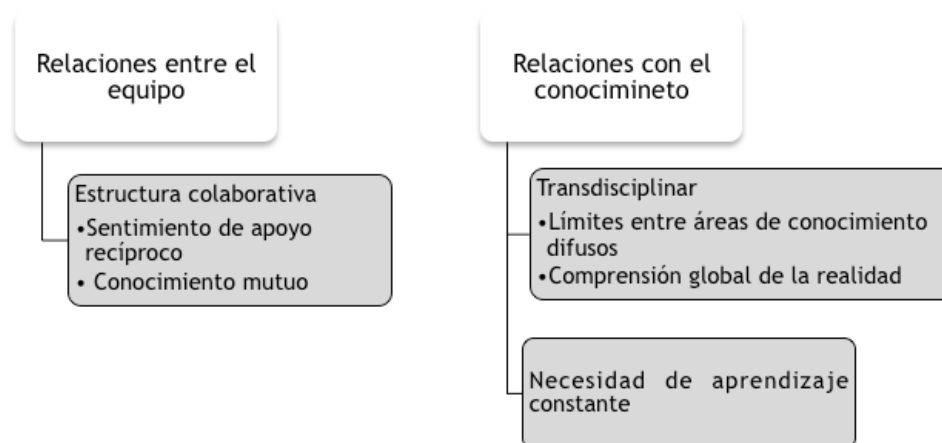 Relaciones entre el
equipo
Estructura colaborativa
•Sentimiento de apoyo
recíproco
• Conocimiento mutuo
Relaciones con el
conocimineto
Transdisciplinar
•Límites entre áreas de conocimiento
difusos
•Comprensión global de la realidad
Necesidad de aprendizaje
constante